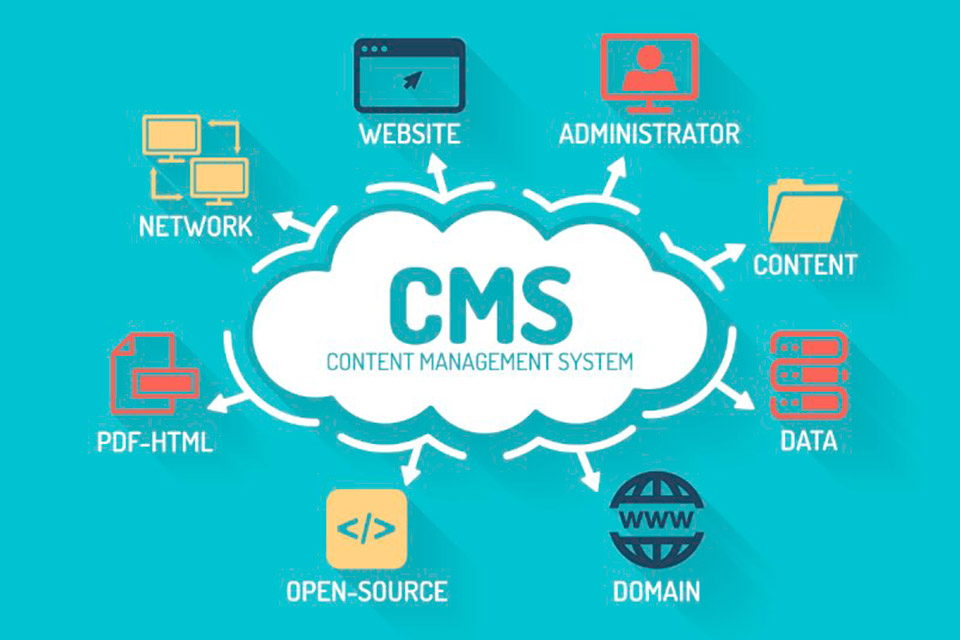 WEBSITE
ADMINISTRATOR
NETWORK
CONTENT
CMS
CONTENT MANAGEMENT SYSTEM
PDF-HTML
DATA
</>
WWW
OPEN-SOURCE
DOMAIN